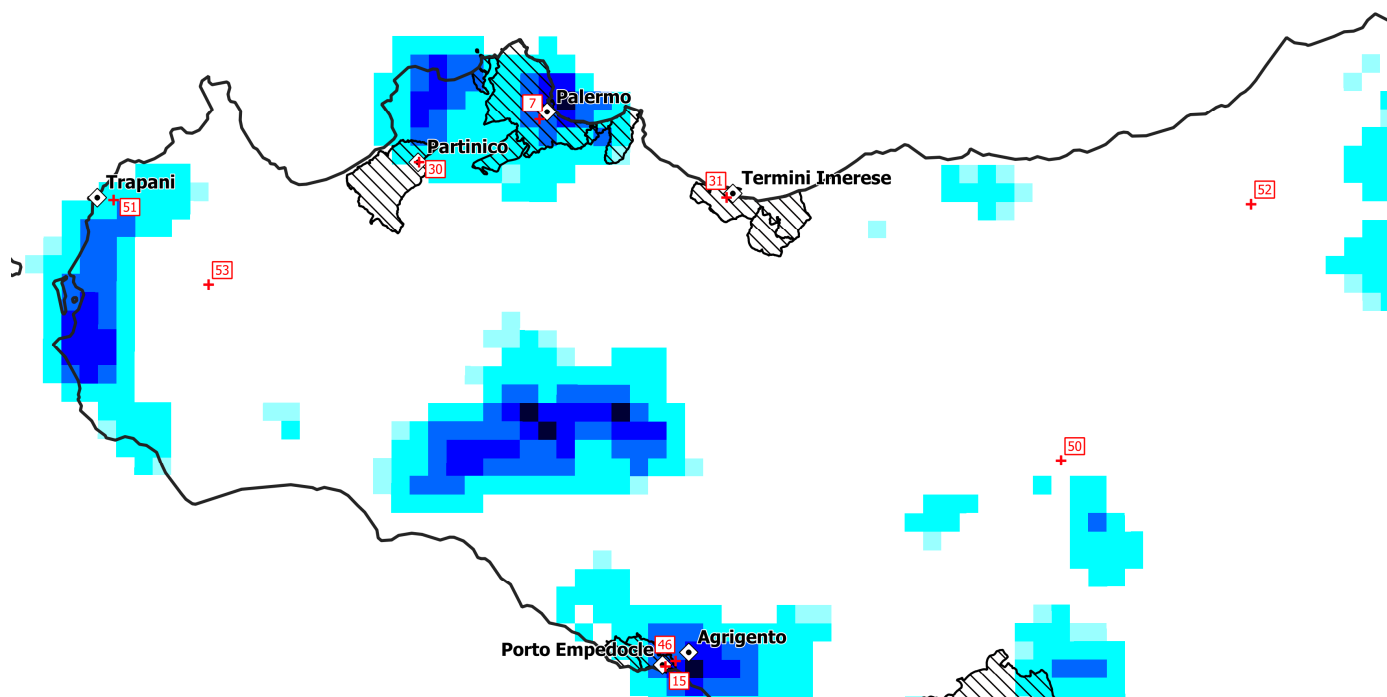 7
Palermo
Partinico
30
Trapani
51
31
Termini Imerese
52
53
50
46
Agrigento
Porto Empedocle
15